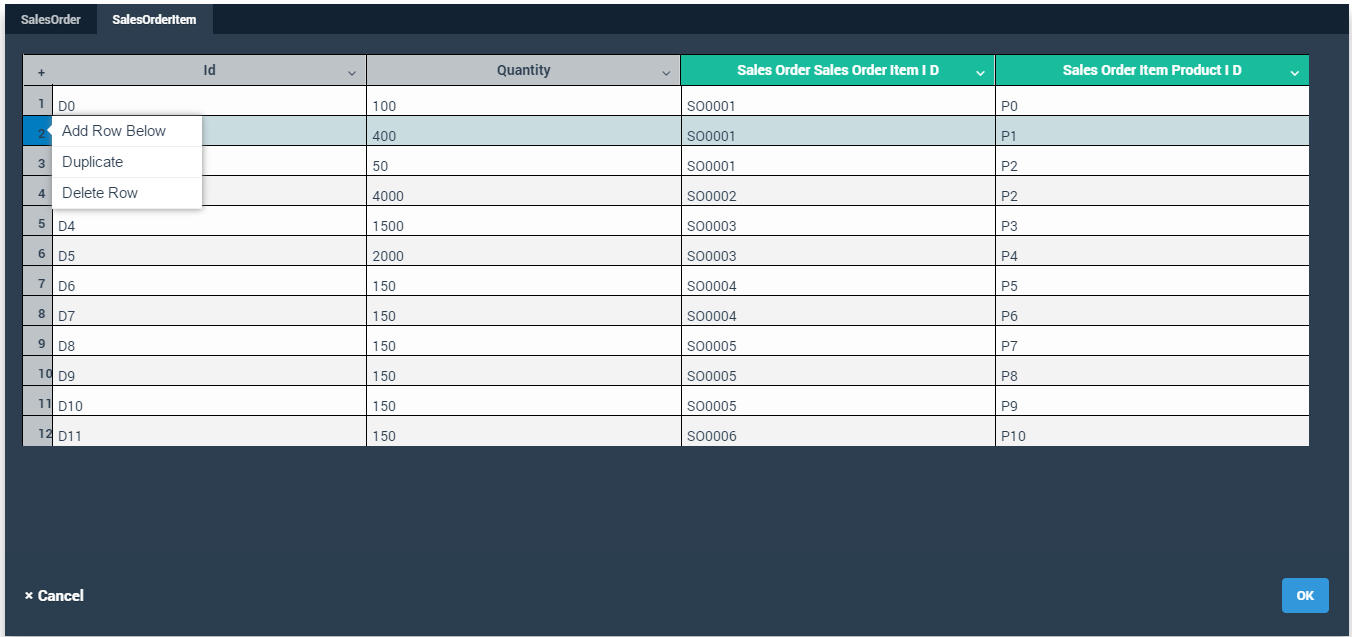 SalesOrder SalesOrderItem
+ Id Quantity Sales Order Sales Order Item I D Sales Order Item Product I D
1 D0 100 SO0001 P0
2 400 SO0001 P1
Add Row Below
3 50 SO0001 P2
Duplicate
4 4000 SO0002 P2
Delete Row
5 D4 1500 SO0003 P3
6 D5 2000 SO0003 P4
7 D6 150 SO0004 P5
8 D7 150 SO0004 P6
9 D8 150 SO0005 P7
10 D9 150 SO0005 P8
11 D10 150 SO0005 P9
12 D11 150 SO0006 P10
× Cancel OK